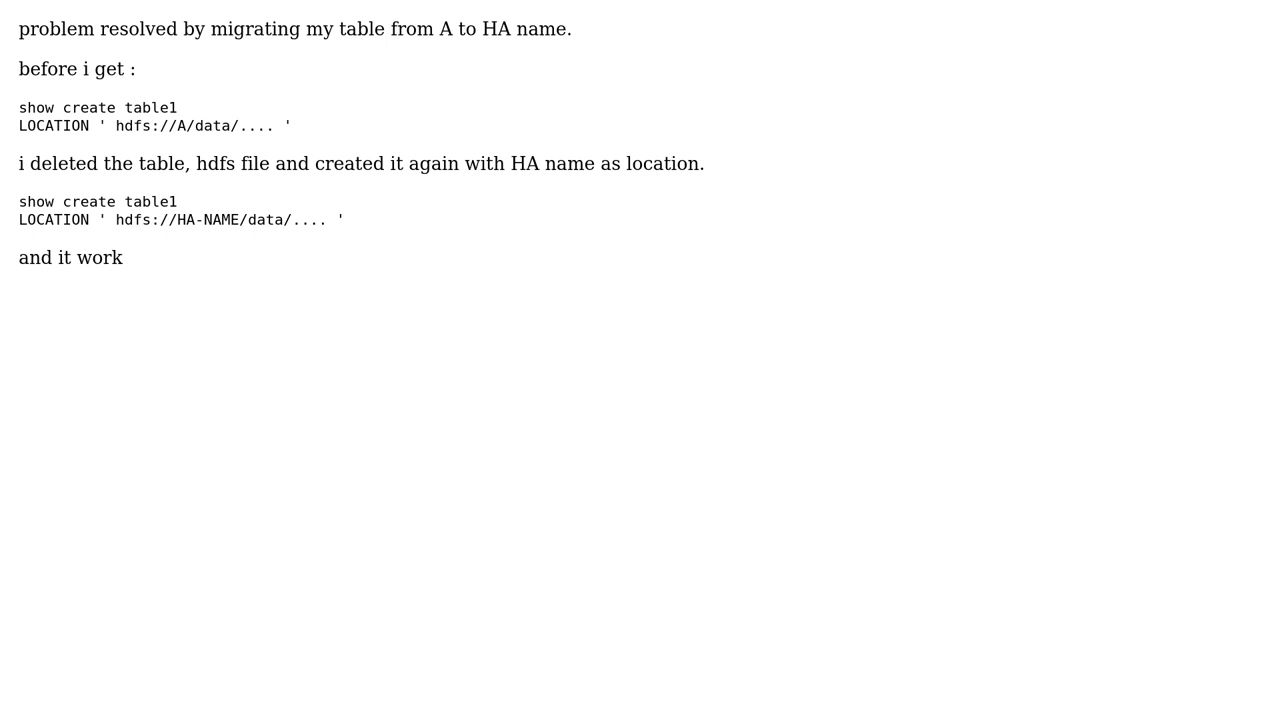 problem resolved by migrating my table from A to HA name.
before i get :
show create table1
LOCATION ' hdfs://A/data/.... '
i deleted the table, hdfs file and created it again with HA name as location.
show create table1
LOCATION ' hdfs://HA-NAME/data/.... '
and it work